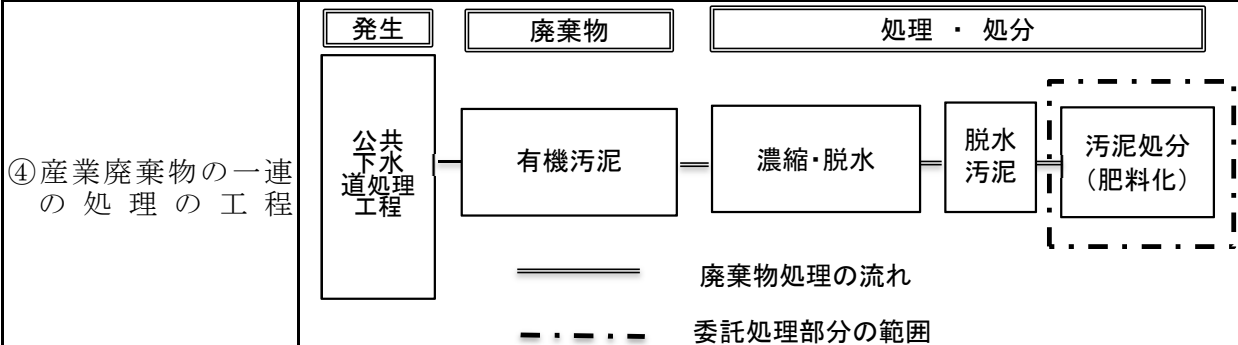 ④産業廃棄物の一連
の処理の工程
発生
廃棄物
処理 ・ 処分
公共
下水
道処理
工程
有機汚泥
濃縮・脱水
脱水
汚泥
汚泥処分
（肥料化）
廃棄物処理の流れ
委託処理部分の範囲